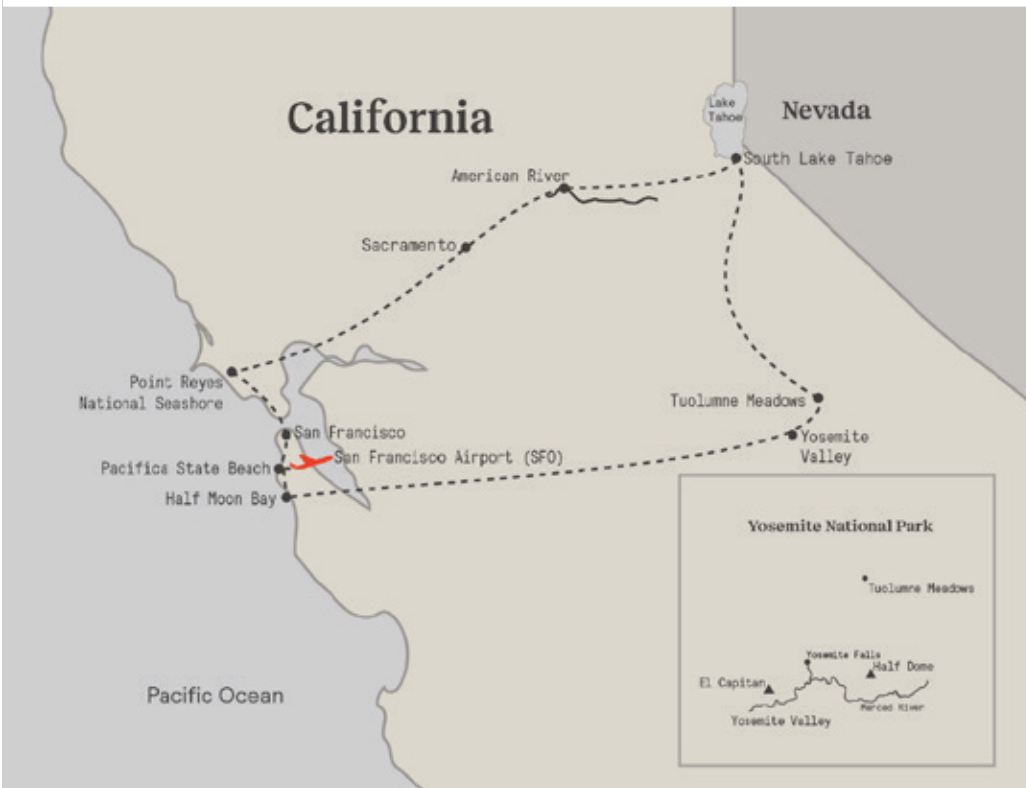 California
Lake
Tahoe
Nevada
South Lake Tahoe
American River
Sacramento
Point Reyes
National Seashore
San Francisco
San Francisco Airport (SFO)
Pacifica State Beach
Half Moon Bay
Tuolumne Meadows
Yosemite
Valley
Pacific Ocean
Yosemite National Park
Tuolumne Meadows
Yosemite Falls
Half Dome
El Capitan
Merced River
Yosemite Valley